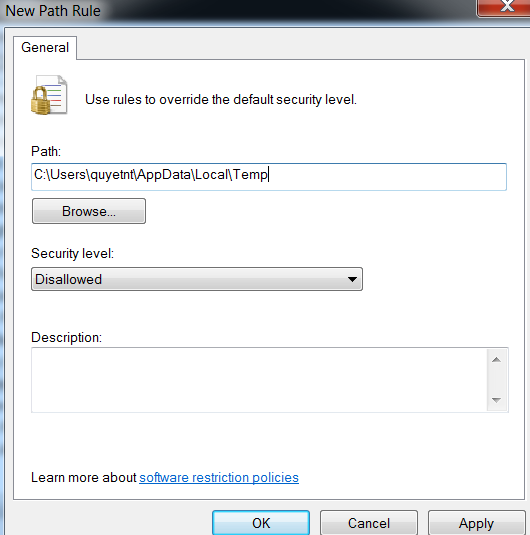 New Path Rule
General
Use rules to override the default security level.
Path:
C:\Users\quyetnt\AppData\Local\Temp
Browse...
Security level:
Disallowed
Description:
Learn more about software restriction policies
OK Cancel Apply